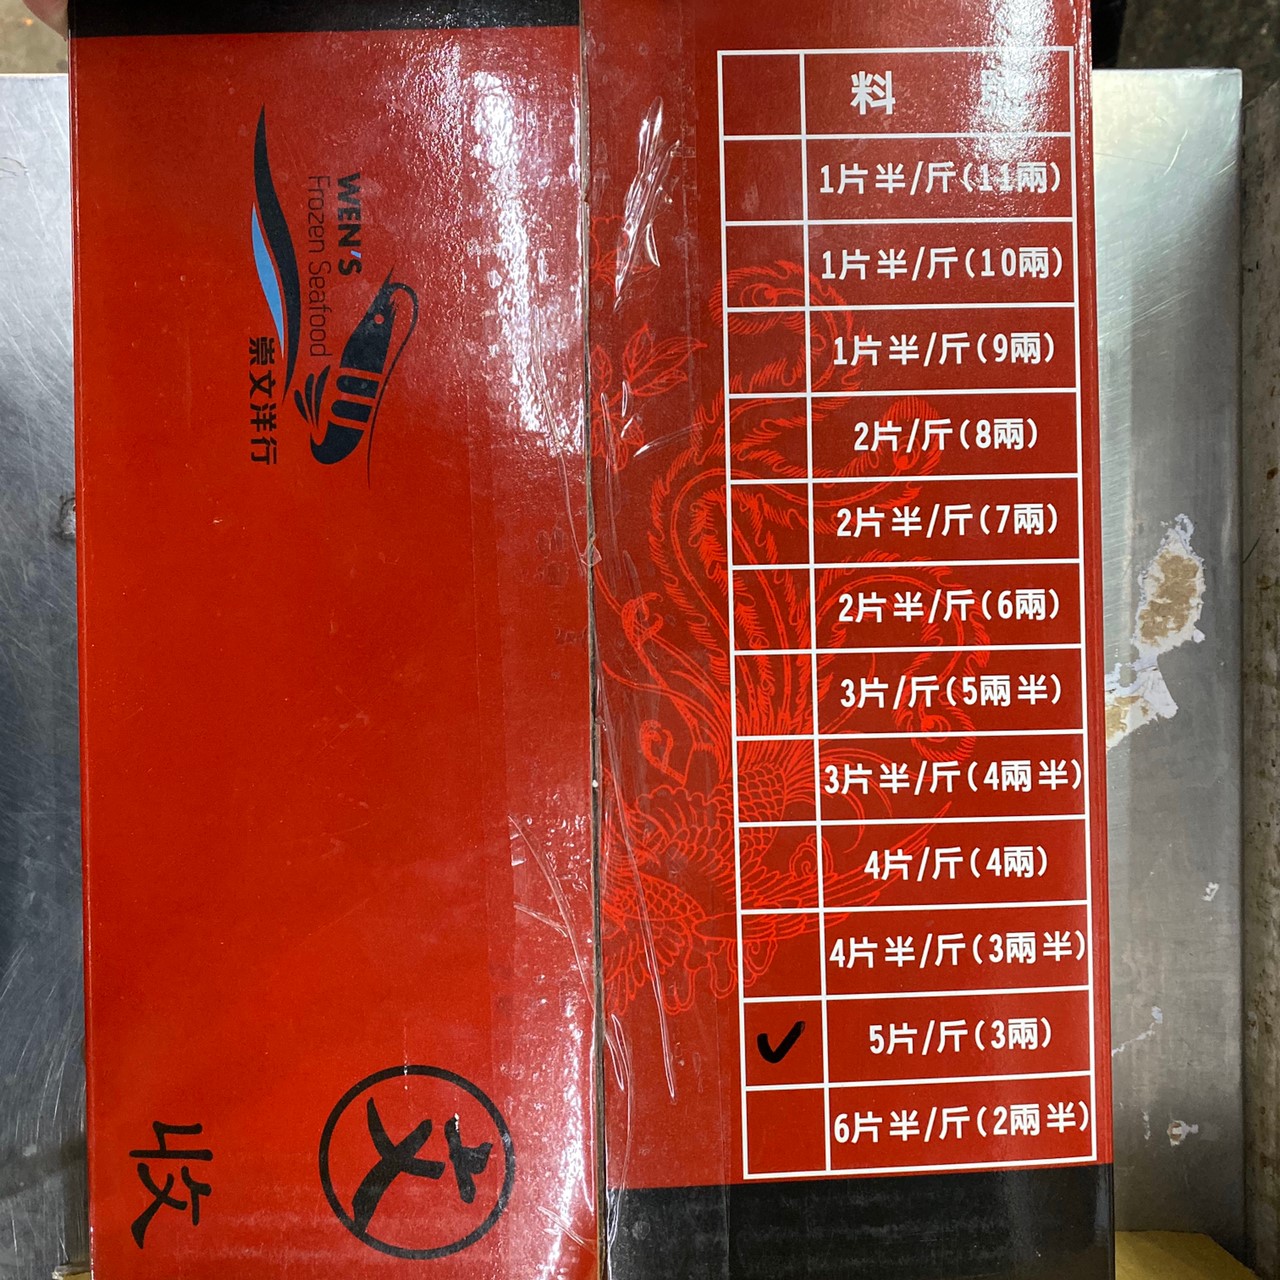 WEN'S
Frozen Seafood
崇文洋行
文
收
料
1片半/斤(11兩)
1片半/斤(10兩)
1片半/斤(9兩)
2片/斤(8兩)
2片半/斤(7兩)
2片半/斤(6兩)
3片/斤(5兩半)
3片半/斤(4兩半)
4片/斤(4兩)
4片半/斤(3兩半)
5片/斤(3兩)
6片半/斤(2兩半)